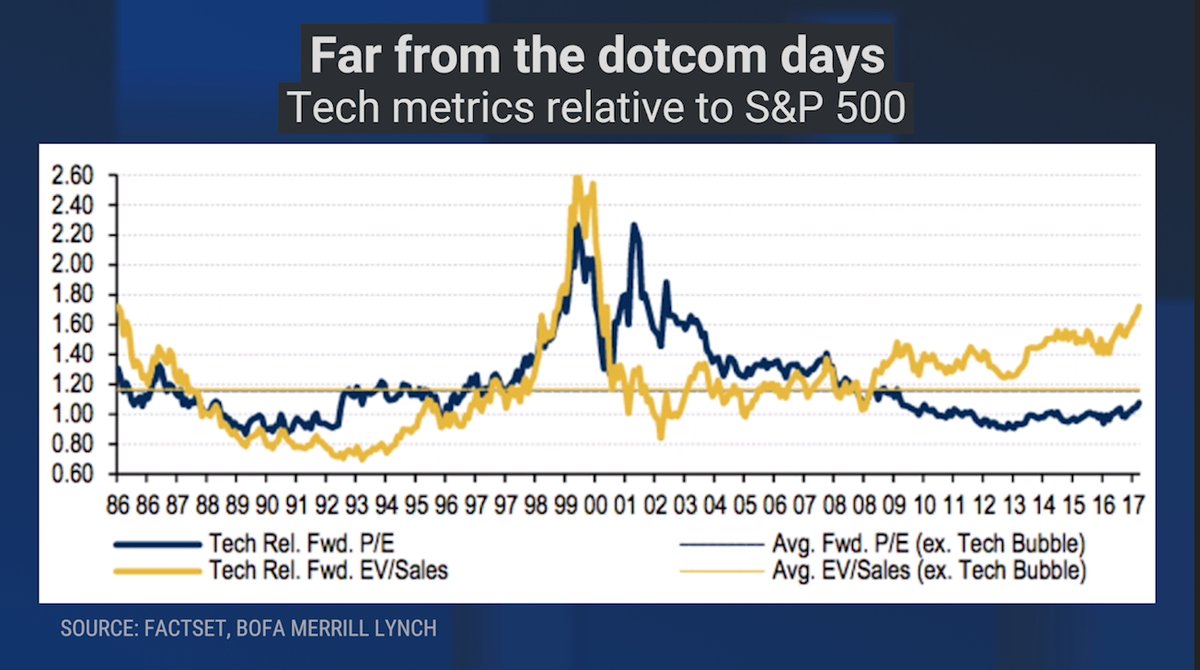 Far from the dotcom days
Tech metrics relative to S&P 500
2.60
2.40
2.20
2.00
1.80
1.60
1.40
1.20
1.00
0.80
0.60
86 86 87 88 89 90 91 92 93 94 95 96 97 97 98 99 00 01 02 03 04 05 06 07 08 09 10 11 12 13 14 15 16 17
Tech Rel. Fwd. P/E Avg. Fwd. P/E (ex. Tech Bubble)
Tech Rel. Fwd. EV/Sales Avg. EV/Sales (ex. Tech Bubble)
SOURCE: FACTSET, BOFA MERRILL LYNCH